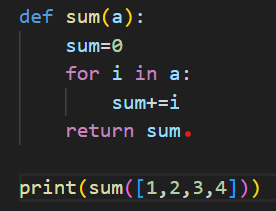 def sum(a):
    sum=0
    for i in a:
        sum+=i
    return sum.
print(sum([1,2,3,4]))